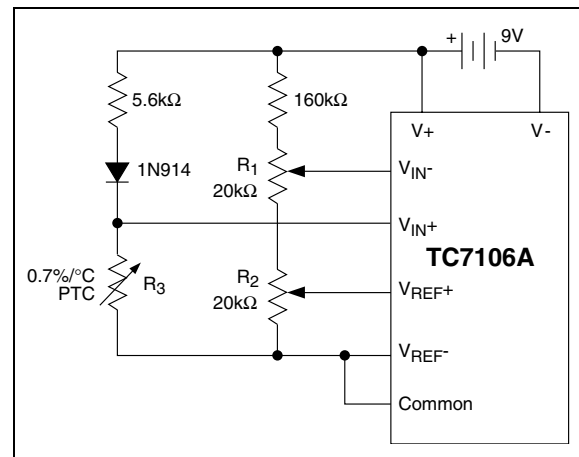 + 9V
5.6kΩ
160kΩ
V+ V-
1N914
R1
20kΩ
VIN-
VIN+
TC7106A
0.7%/°C
PTC
R3
R2
20kΩ
VREF+
VREF-
Common